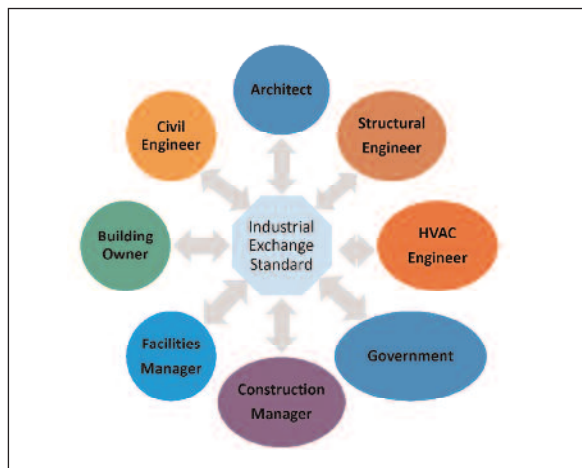 Architect
Civil
Engineer
Structural
Engineer
Building
Owner
Industrial
Exchange
Standard
HVAC
Engineer
Facilities
Manager
Government
Construction
Manager